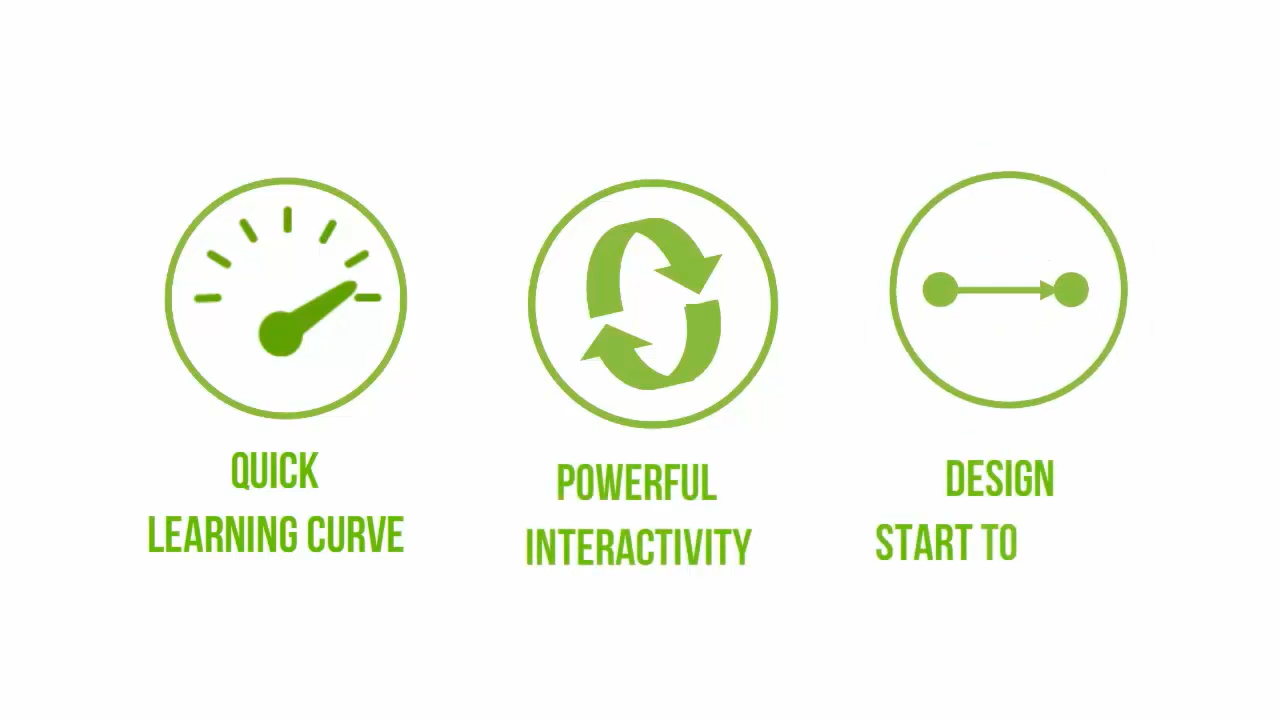 QUICK
LEARNING CURVE
POWERFUL
INTERACTIVITY
DESIGN
START TO